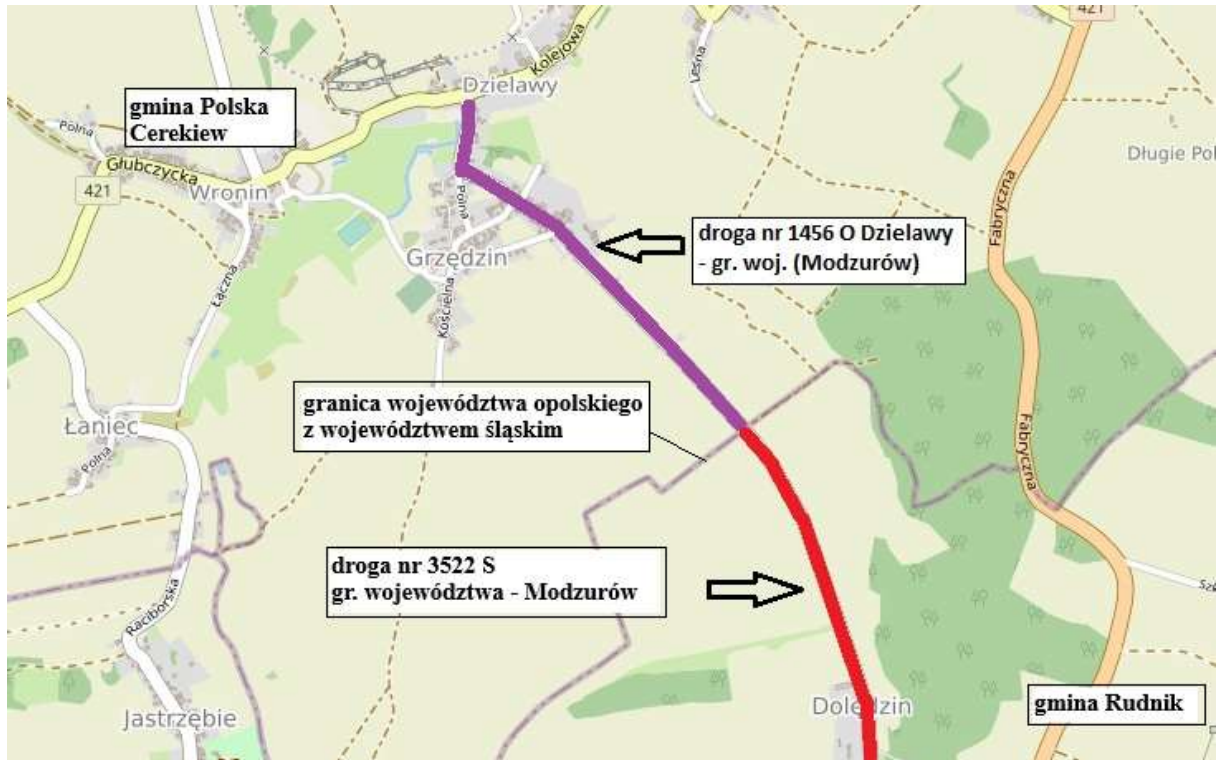 421
Kolejowa
Dzielawy
Leśna
gmina Polska
Cerekiew
Polna
Głubczycka
Długie Pol
421
Wronin
Polna
Fabryczna
droga nr 1456 O Dzielawy
- gr. woj. (Modzurów)
Grzędzin
Łączna
Kościelna
granica województwa opolskiego
z województwem śląskim
Łaniec
Polna
Fabryczna
droga nr 3522 S
gr. województwa - Modzurów
Raciborska
gmina Rudnik
Dolędzin
Jastrzębie